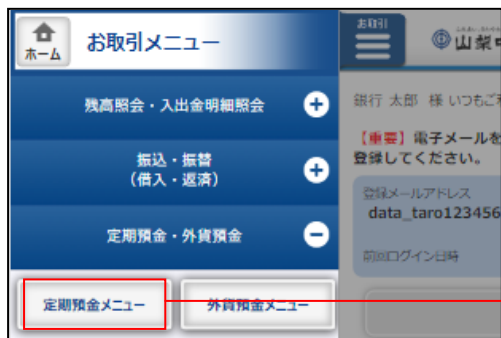 ホーム
お取引メニュー
残高照会・入出金明細照会
振込・振替
(借入・返済)
定期預金・外貨預金
定期預金メニュー
外貨預金メニュー
お取引
山梨中
銀行 太郎 様 いつもご
【重要】電子メールを
登録してください。
登録メールアドレス
data_taro123456
前回ログイン日時